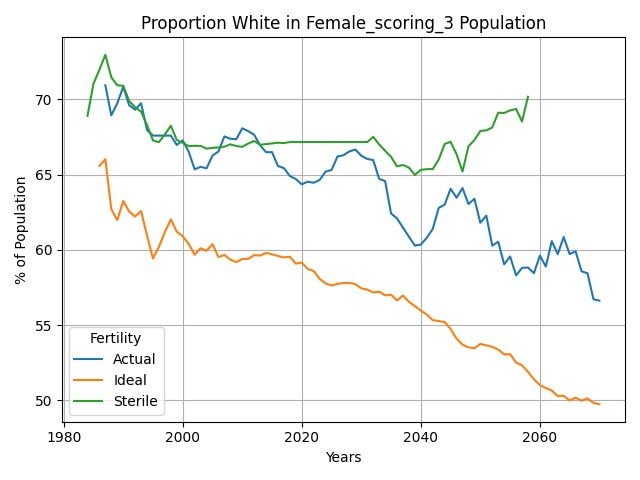 Proportion White in Female_scoring_3 Population
% of Population
70
65
60
55
50
Fertility
Actual
Ideal
Sterile
1980
2000
2020
2040
2060
Years